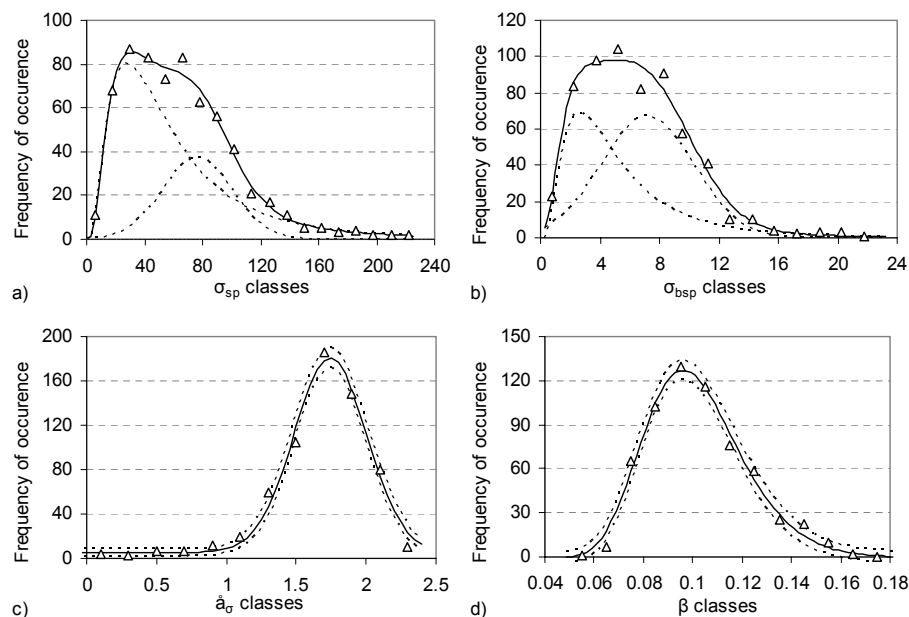 100
80
60
40
20
0
Frequency of occurence
0 40 80 120 160 200 240
a)
σsp classes
120
100
80
60
40
20
0
Frequency of occurence
0 4 8 12 16 20 24
b)
σbsp classes
200
160
120
80
40
0
Frequency of occurence
0 0.5 1 1.5 2 2.5
c)
åσ classes
150
120
90
60
30
0
Frequency of occurence
0.04 0.06 0.08 0.10 0.12 0.14 0.16 0.18
d)
β classes